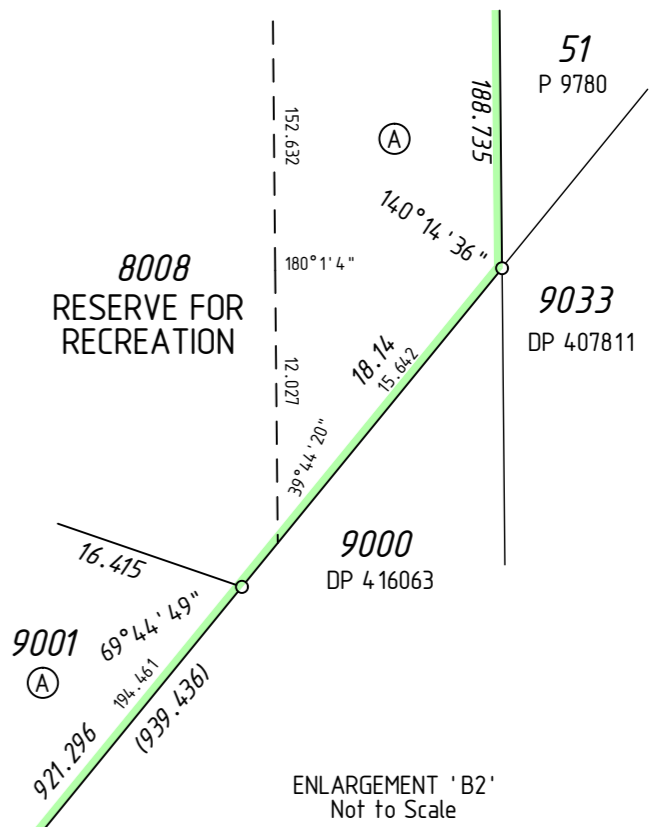 51
P 9780
188.735
152.632
A
140°14'36"
8008
RESERVE FOR
RECREATION
180°1'4"
9033
DP 407811
18.14
15.642
12.027
39°44'20"
9000
DP 416063
16.415
69°44'49"
9001
A
194.461
(939.436)
921.296
ENLARGEMENT 'B2'
Not to Scale